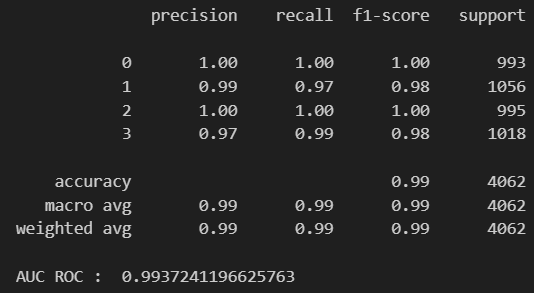 precision recall f1-score support
0 1.00 1.00 1.00 993
1 0.99 0.97 0.98 1056
2 1.00 1.00 1.00 995
3 0.97 0.99 0.98 1018
accuracy 0.99 4062
macro avg 0.99 0.99 0.99 4062
weighted avg 0.99 0.99 0.99 4062
AUC ROC : 0.9937241196625763